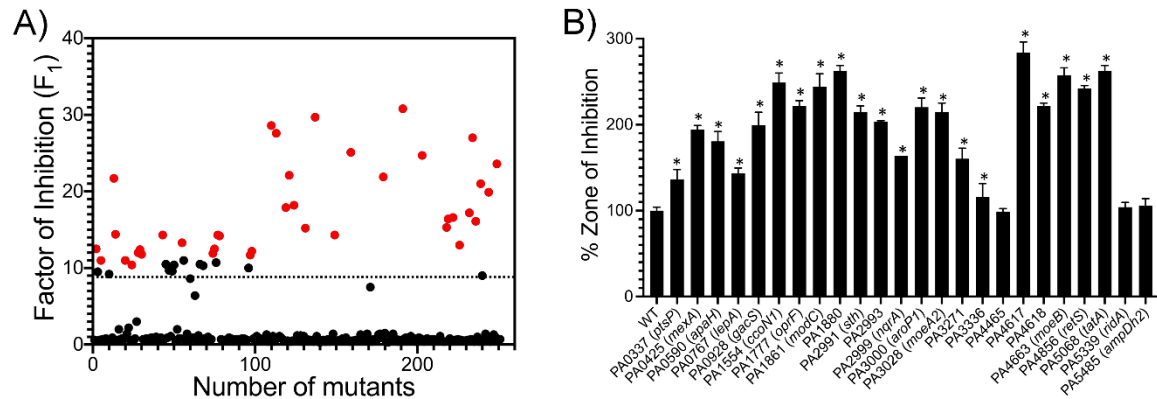 A)
Factor of Inhibition (F1)
40
30
20
10
0
0
100
200
Number of mutants
B)
% Zone of Inhibition
300
200
100
0
* * * * * * * * * * * * * * * * * * * * *
WT
PA0337 (ptsP)
PA0425 (mexA)
PA0590 (apaH)
PA0767 (lepA)
PA0928 (gacS)
PA1554 (ccoN1)
PA1777 (oprF)
PA1861 (modC)
PA1880
PA2991 (sth)
PA2993
PA2999 (nqrA)
PA3000 (aroP1)
PA3028 (moeA2)
PA3271
PA3336
PA4465
PA4617
PA4618
PA4663 (moeB)
PA4856 (retS)
PA5068 (tatA)
PA5339 (ridA)
PA5485 (ampDh2)